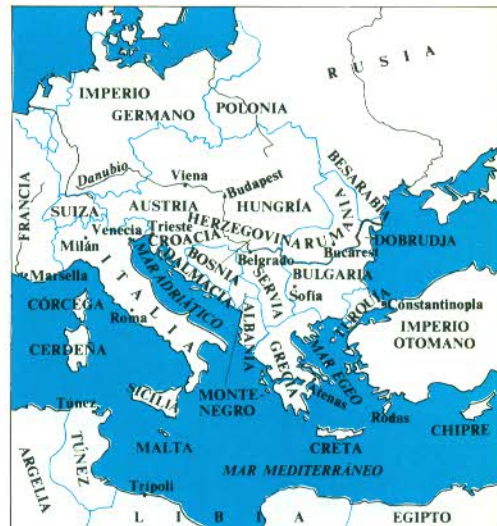 RUSIA
IMPERIO
GERMANO
POLONIA
BESARABIA
Danubio
Viena
Budapest
FRANCIA
SUIZA
AUSTRIA
HUNGRÍA
RUMANIA
Venecia
Trieste
HERZEGOVINA
CROACIA
Milán
Belgrado
Bucarest
DOBRUDJA
BOSNIA
SERVIA
BULGARIA
DALMACIA
Marsella
ITALIA
MAR ADRIÁTICO
Sofía
TURQUÍA
Constantinopla
CÓRCEGA
Roma
ALBANIA
IMPERIO
OTOMANO
CERDEÑA
GRECIA
MAR EGEO
SICILIA
MONTE-
NEGRO
Atenas
Rodas
Túnez
CHIPRE
MALTA
CRETA
TÚNEZ
ARGELIA
MAR MEDITERRÁNEO
Trípoli
LIBIA
EGIPTO